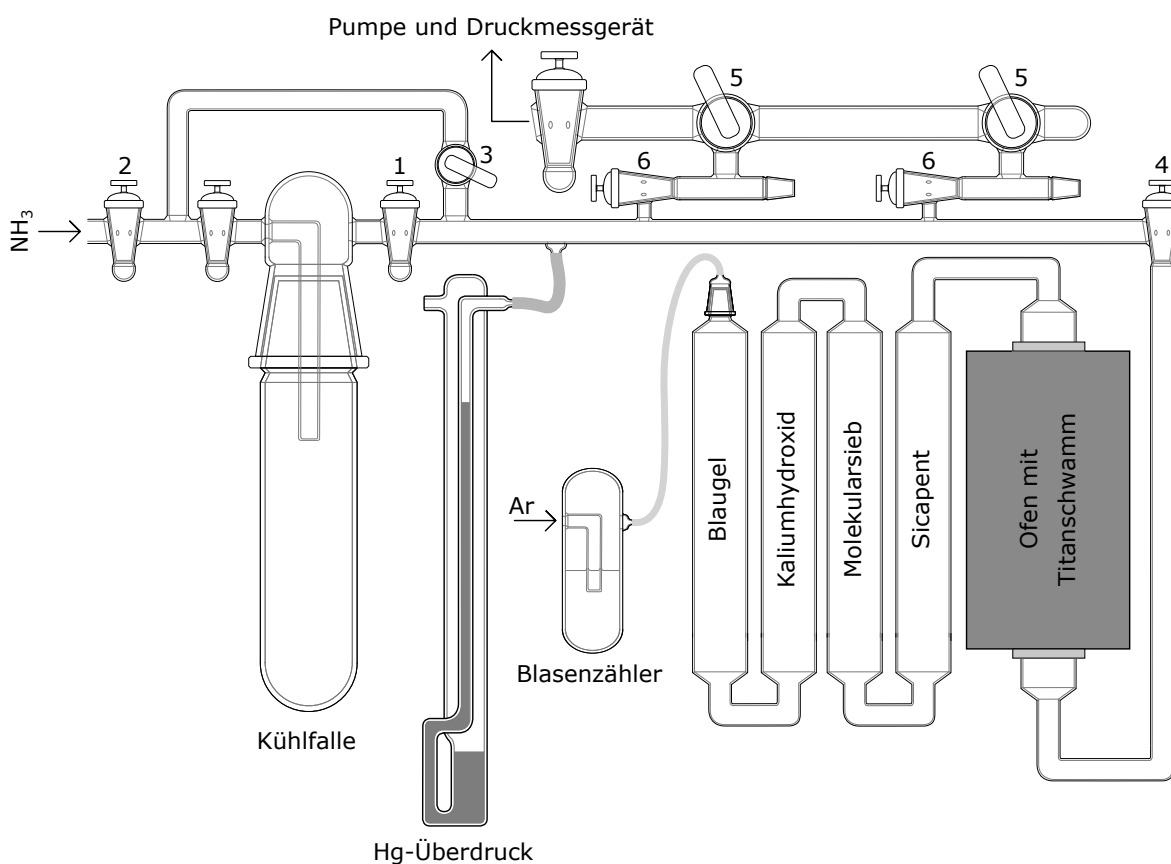 Pumpe und Druckmessgerät
5
5
3
6
6
2
1
4
NH₃
Ar
Blaugel
Kaliumhydroxid
Molekularsieb
Sicapent
Ofen mit
Titanschwamm
Blasenzähler
Kühlfalle
Hg-Überdruck